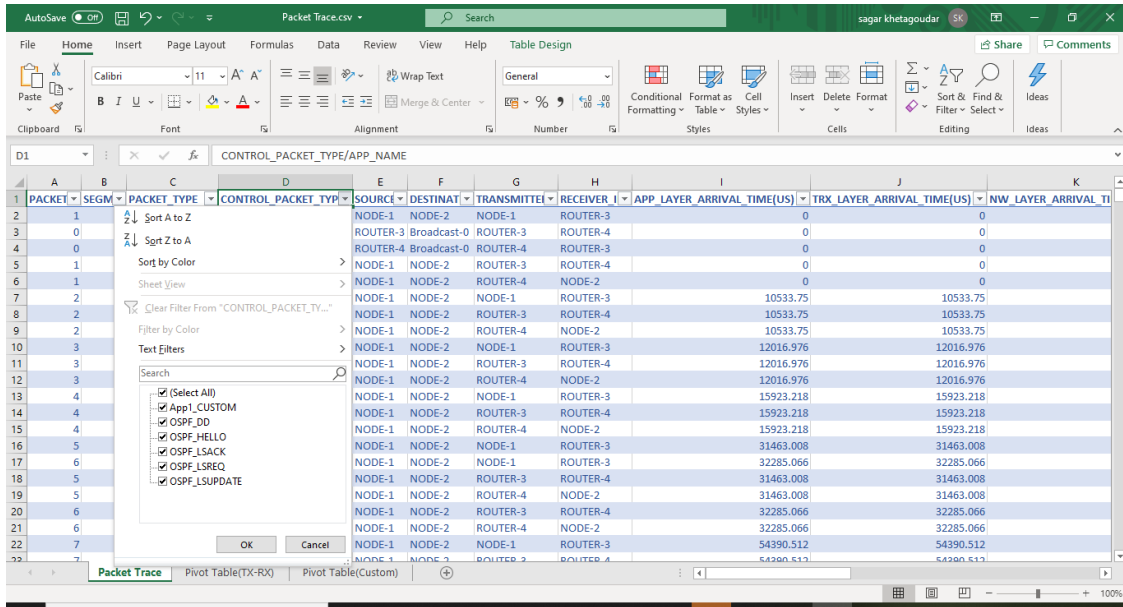 AutoSave Off Packet Trace.csv Search sagar khetagoudar SK
File Home Insert Page Layout Formulas Data Review View Help Table Design Share Comments
Paste Calibri 11 A A Wrap Text General Conditional Formatting Format as Table Cell Styles Insert Delete Format Sort & Filter Find & Select Ideas
B I U A Merge & Center % 9
Clipboard Font Alignment Number Styles Cells Editing Ideas
D1 fx CONTROL_PACKET_TYPE/APP_NAME
A B C D E F G H I J K
1 PACKET SEGM PACKET_TYPE CONTROL_PACKET_TYP SOURCE DESTINAT TRANSMITTE RECEIVER_I APP_LAYER_ARRIVAL_TIME(US) TRX_LAYER_ARRIVAL_TIME(US) NW_LAYER_ARRIVAL_TI
2 1 NODE-1 NODE-2 NODE-1 ROUTER-3 0 0
3 0 ROUTER-3 Broadcast-0 ROUTER-3 ROUTER-4 0 0
4 0 ROUTER-4 Broadcast-0 ROUTER-4 ROUTER-3 0 0
5 1 NODE-1 NODE-2 ROUTER-3 ROUTER-4 0 0
6 1 NODE-1 NODE-2 ROUTER-4 NODE-2 0 0
7 2 NODE-1 NODE-2 NODE-1 ROUTER-3 10533.75 10533.75
8 2 NODE-1 NODE-2 ROUTER-3 ROUTER-4 10533.75 10533.75
9 2 NODE-1 NODE-2 ROUTER-4 NODE-2 10533.75 10533.75
10 3 NODE-1 NODE-2 NODE-1 ROUTER-3 12016.976 12016.976
11 3 NODE-1 NODE-2 ROUTER-3 ROUTER-4 12016.976 12016.976
12 3 NODE-1 NODE-2 ROUTER-4 NODE-2 12016.976 12016.976
13 4 NODE-1 NODE-2 NODE-1 ROUTER-3 15923.218 15923.218
14 4 NODE-1 NODE-2 ROUTER-3 ROUTER-4 15923.218 15923.218
15 4 NODE-1 NODE-2 ROUTER-4 NODE-2 15923.218 15923.218
16 5 NODE-1 NODE-2 NODE-1 ROUTER-3 31463.008 31463.008
17 6 NODE-1 NODE-2 NODE-1 ROUTER-3 32285.066 32285.066
18 5 NODE-1 NODE-2 ROUTER-3 ROUTER-4 31463.008 31463.008
19 5 NODE-1 NODE-2 ROUTER-4 NODE-2 31463.008 31463.008
20 6 NODE-1 NODE-2 ROUTER-3 ROUTER-4 32285.066 32285.066
21 6 NODE-1 NODE-2 ROUTER-4 NODE-2 32285.066 32285.066
22 7 NODE-1 NODE-2 NODE-1 ROUTER-3 54390.512 54390.512
23 7 NODE-1 NODE-2 ROUTER-3 ROUTER-4 54390.512 54390.512
Sort A to Z
Sort Z to A
Sort by Color
Sheet View
Clear Filter From "CONTROL_PACKET_TY..."
Filter by Color
Text Filters
Search
(Select All)
App1_CUSTOM
OSPF_DD
OSPF_HELLO
OSPF_LSACK
OSPF_LSREQ
OSPF_LSUPDATE
OK Cancel
Packet Trace Pivot Table(TX-RX) Pivot Table(Custom)
100%